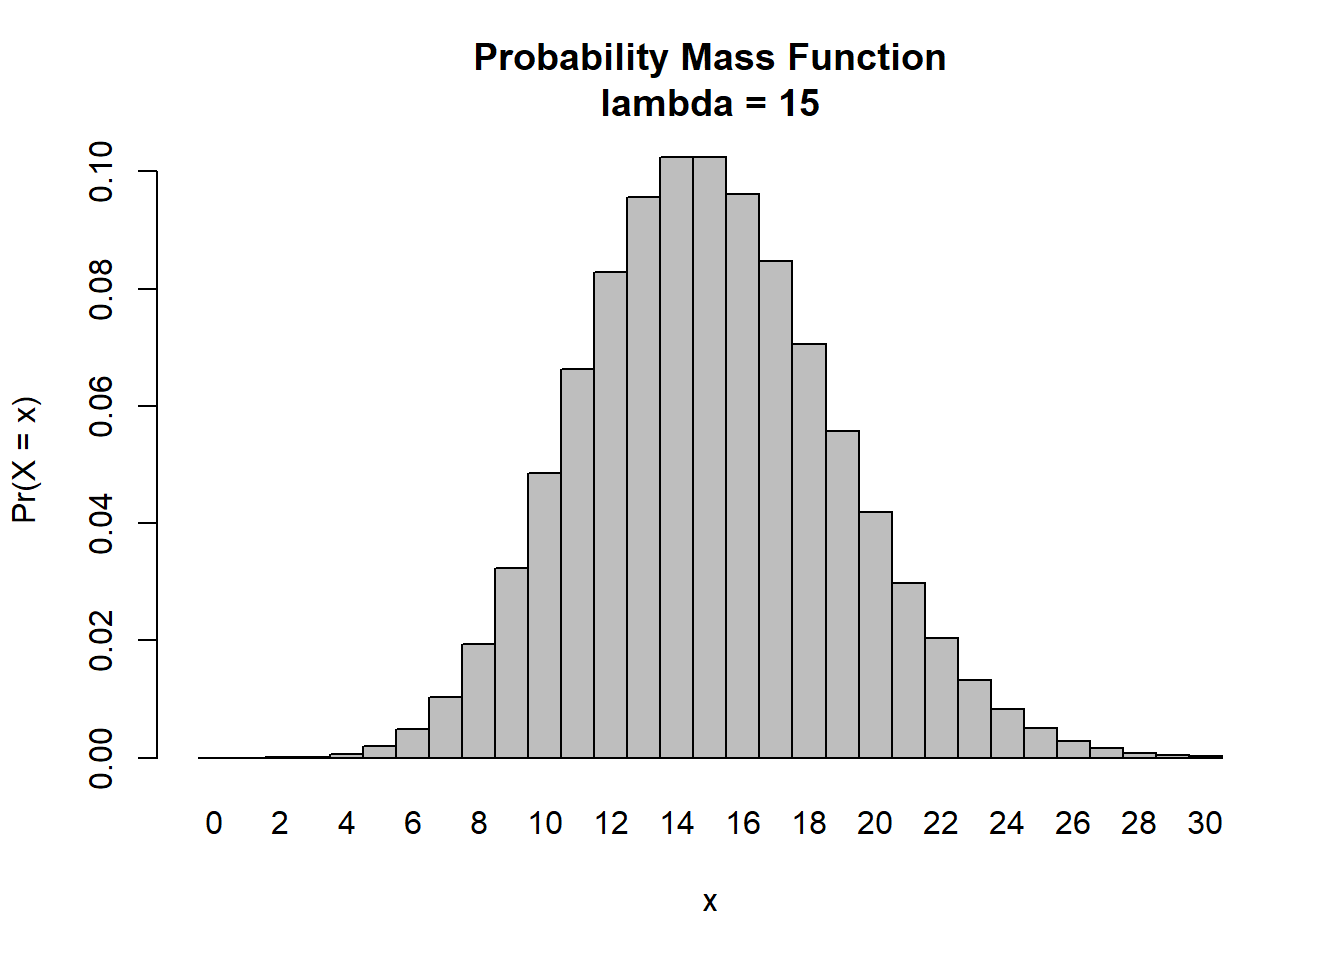 Probability Mass Function
lambda = 15
Pr(X = x)
0.10
0.08
0.06
0.04
0.02
0.00
0 2 4 6 8 10 12 14 16 18 20 22 24 26 28 30
x